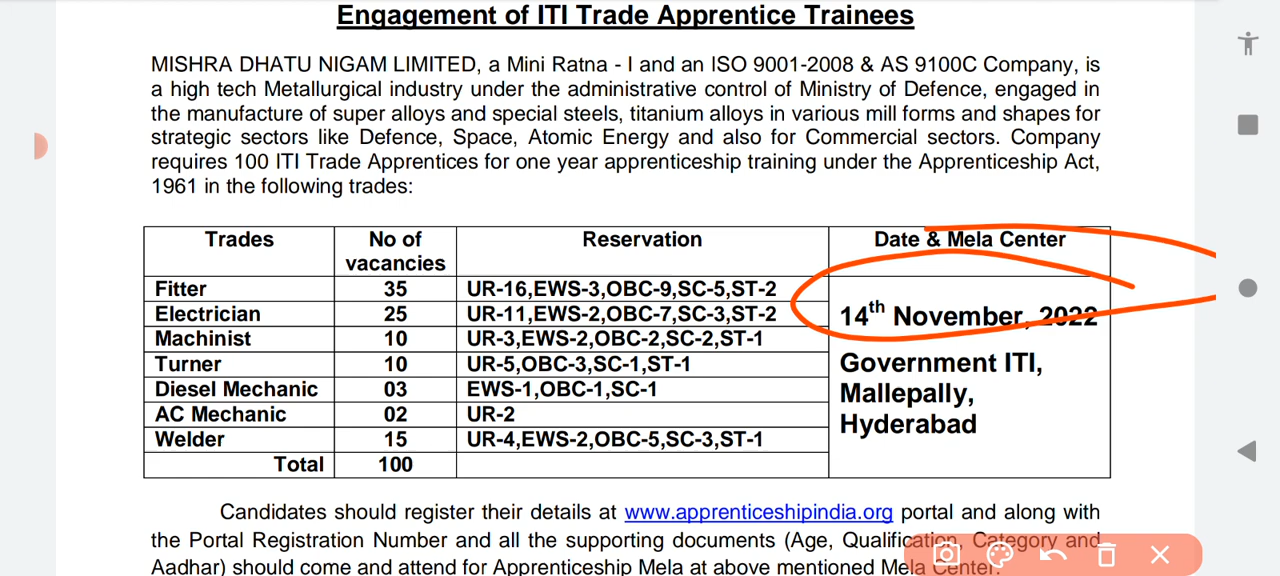 Engagement of ITI Trade Apprentice Trainees
MISHRA DHATU NIGAM LIMITED, a Mini Ratna - I and an ISO 9001-2008 & AS 9100C Company, is
a high tech Metallurgical industry under the administrative control of Ministry of Defence, engaged in
the manufacture of super alloys and special steels, titanium alloys in various mill forms and shapes for
strategic sectors like Defence, Space, Atomic Energy and also for Commercial sectors. Company
requires 100 ITI Trade Apprentices for one year apprenticeship training under the Apprenticeship Act,
1961 in the following trades:
Trades No of vacancies Reservation Date & Mela Center
Fitter 35 UR-16,EWS-3,OBC-9,SC-5,ST-2
Electrician 25 UR-11,EWS-2,OBC-7,SC-3,ST-2
Machinist 10 UR-3,EWS-2,OBC-2,SC-2,ST-1
Turner 10 UR-5,OBC-3,SC-1,ST-1
Diesel Mechanic 03 EWS-1,OBC-1,SC-1
AC Mechanic 02 UR-2
Welder 15 UR-4,EWS-2,OBC-5,SC-3,ST-1
Total 100
14th November, 2022
Government ITI,
Mallepally,
Hyderabad
Candidates should register their details at www.apprenticeshipindia.org portal and along with
the Portal Registration Number and all the supporting documents (Age, Qualification, Category and
Aadhar) should come and attend for Apprenticeship Mela at above mentioned Mela Center.